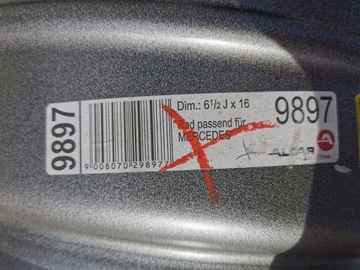 9897
9 008070 298977
Dim.: 6½ J x 16
Rad passend für
MERCEDES
9897
ALCAR